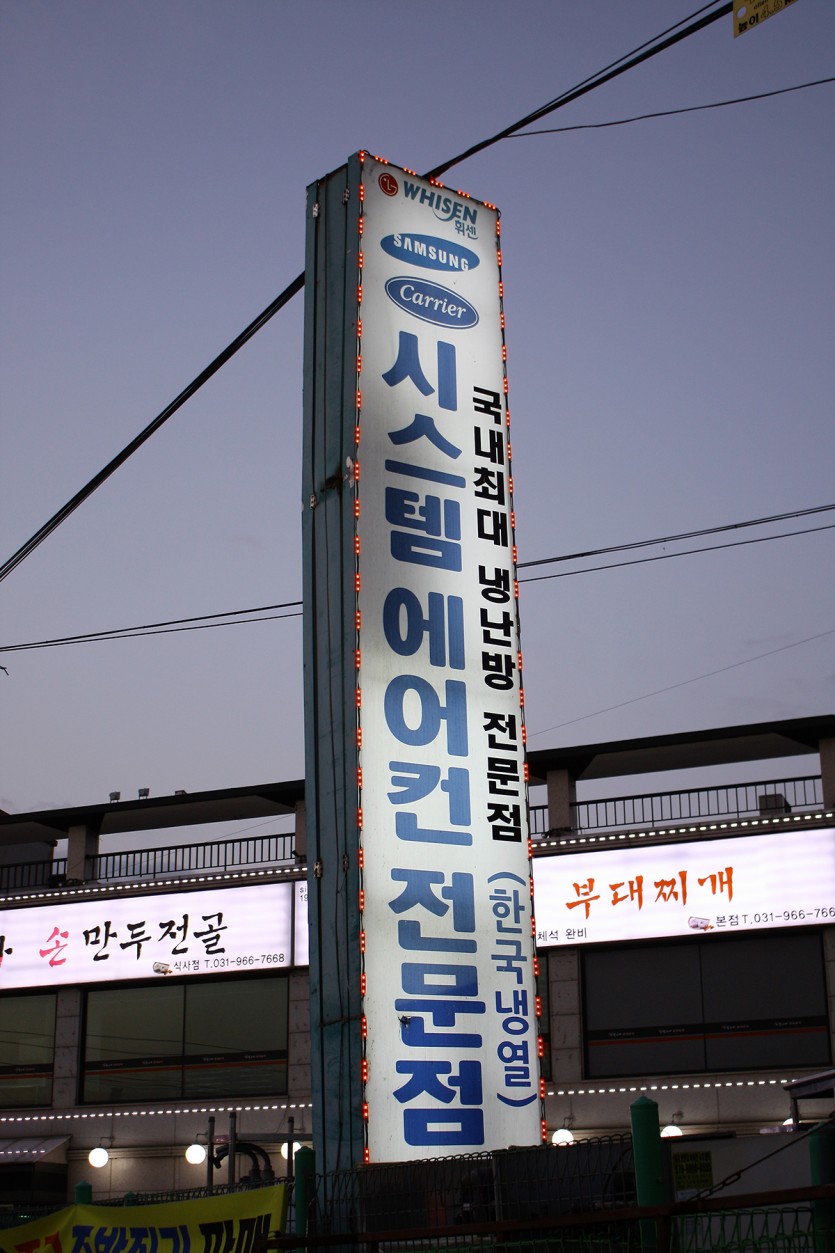 LG WHISEN
휘센
SAMSUNG
Carrier
시스템 에어컨 전문점
국내최대 냉난방 전문점
(한국냉열)
손만두전골
식사점 T.031-966-7668
부대찌개
본점 T.031-966-766
체석 완비